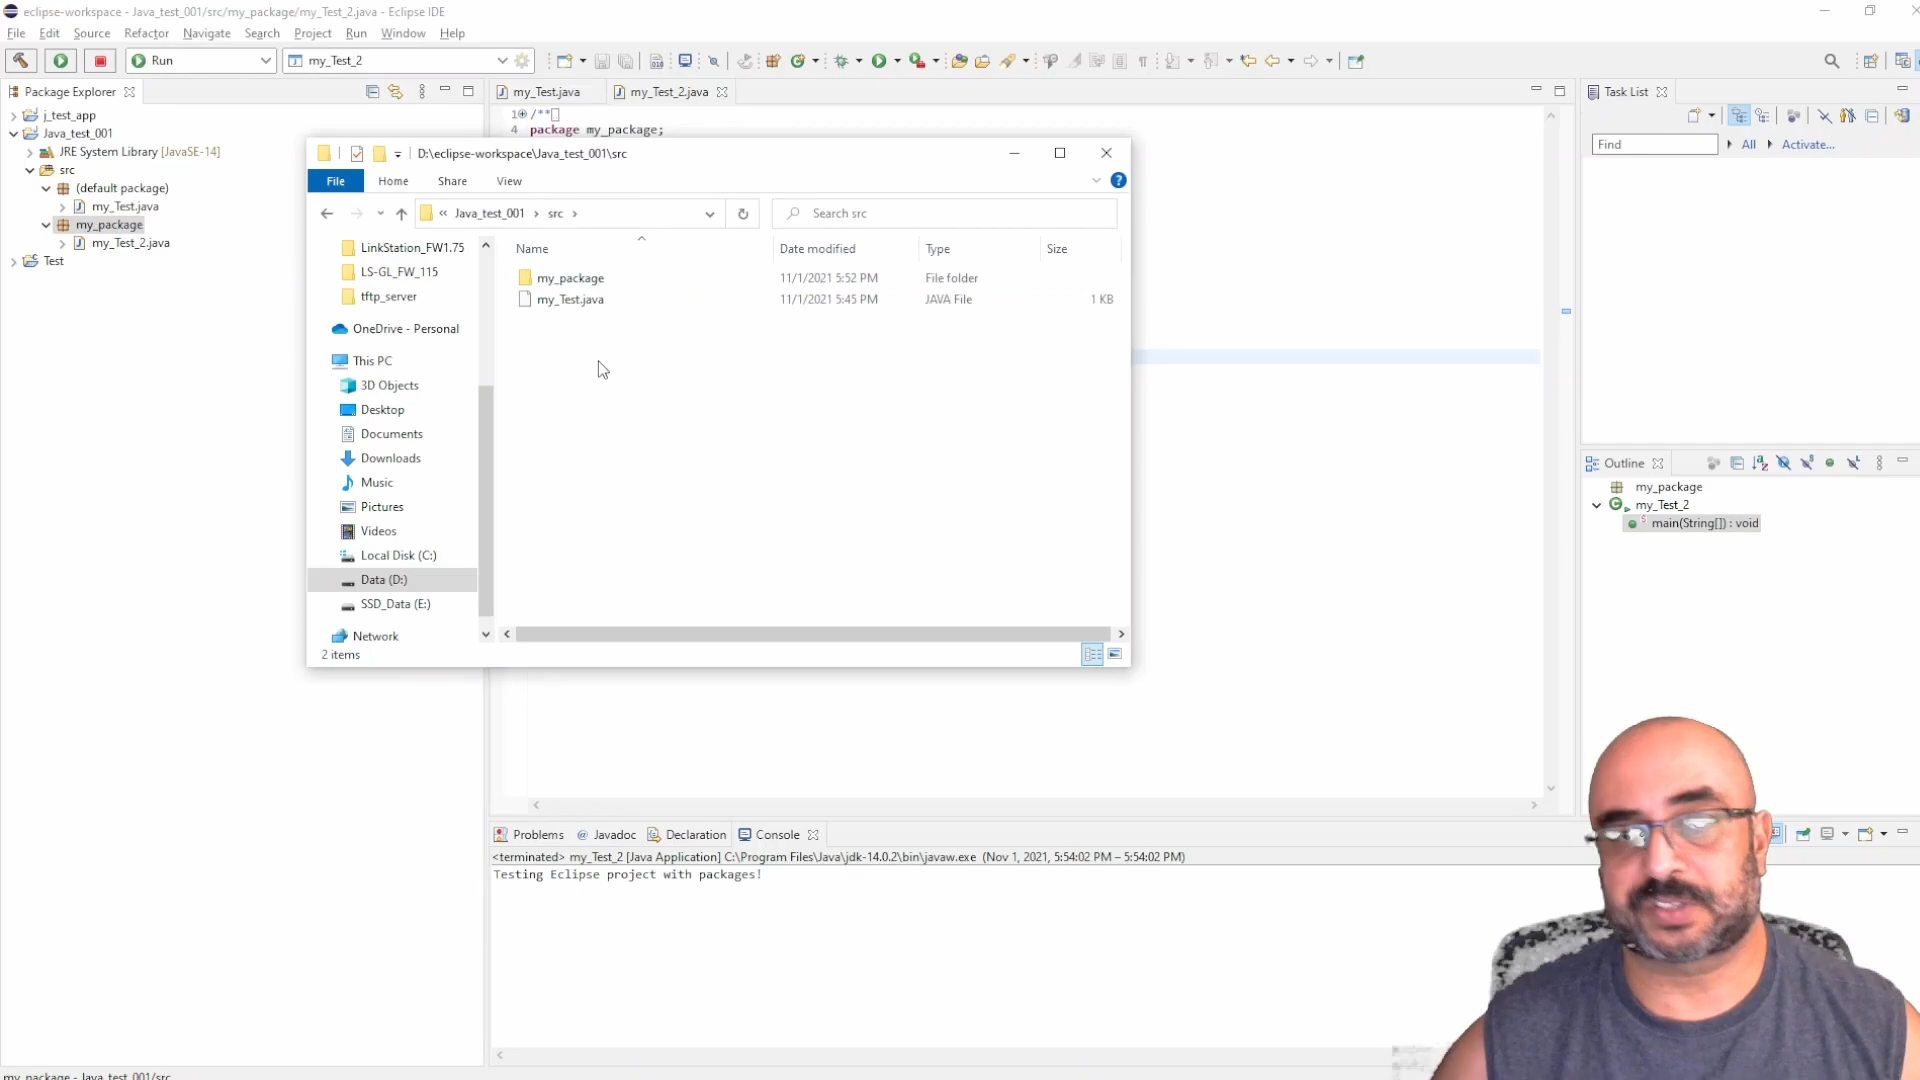 eclipse-workspace - Java_test_001/src/my_package/my_Test_2.java - Eclipse IDE
File Edit Source Refactor Navigate Search Project Run Window Help
Run my_Test_2
Package Explorer
j_test_app
Java_test_001
JRE System Library [JavaSE-14]
src
(default package)
my_Test.java
my_package
my_Test_2.java
Test
my_Test.java my_Test_2.java
1 /**
4 package my_package;
D:\eclipse-workspace\Java_test_001\src
File Home Share View
« Java_test_001 › src › Search src
LinkStation_FW1.75
LS-GL_FW_115
tftp_server
OneDrive - Personal
This PC
3D Objects
Desktop
Documents
Downloads
Music
Pictures
Videos
Local Disk (C:)
Data (D:)
SSD_Data (E:)
Network
2 items
Name Date modified Type Size
my_package 11/1/2021 5:52 PM File folder
my_Test.java 11/1/2021 5:45 PM JAVA File 1 KB
Task List
Find All Activate...
Outline
my_package
my_Test_2
main(String[]) : void
Problems @ Javadoc Declaration Console
<terminated> my_Test_2 [Java Application] C:\Program Files\Java\jdk-14.0.2\bin\javaw.exe (Nov 1, 2021, 5:54:02 PM – 5:54:02 PM)
Testing Eclipse project with packages!
my_package - Java_test_001/src